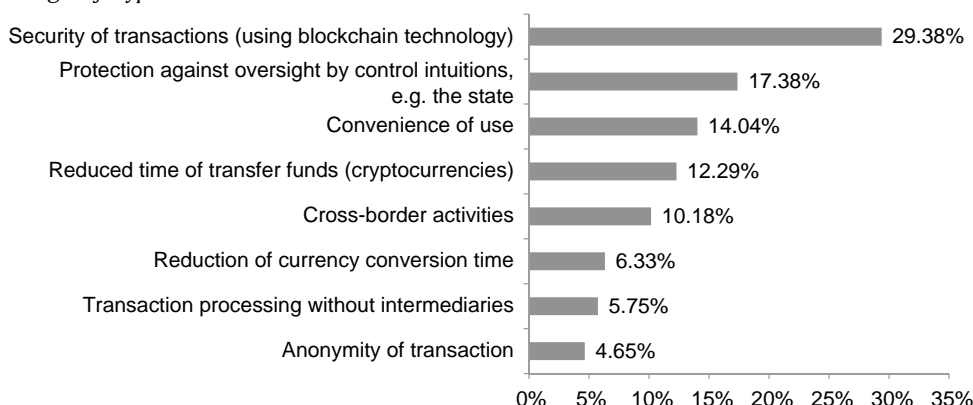 Security of transactions (using blockchain technology) 29.38%
Protection against oversight by control intuitions,
e.g. the state 17.38%
Convenience of use 14.04%
Reduced time of transfer funds (cryptocurrencies) 12.29%
Cross-border activities 10.18%
Reduction of currency conversion time 6.33%
Transaction processing without intermediaries 5.75%
Anonymity of transaction 4.65%
0% 5% 10% 15% 20% 25% 30% 35%